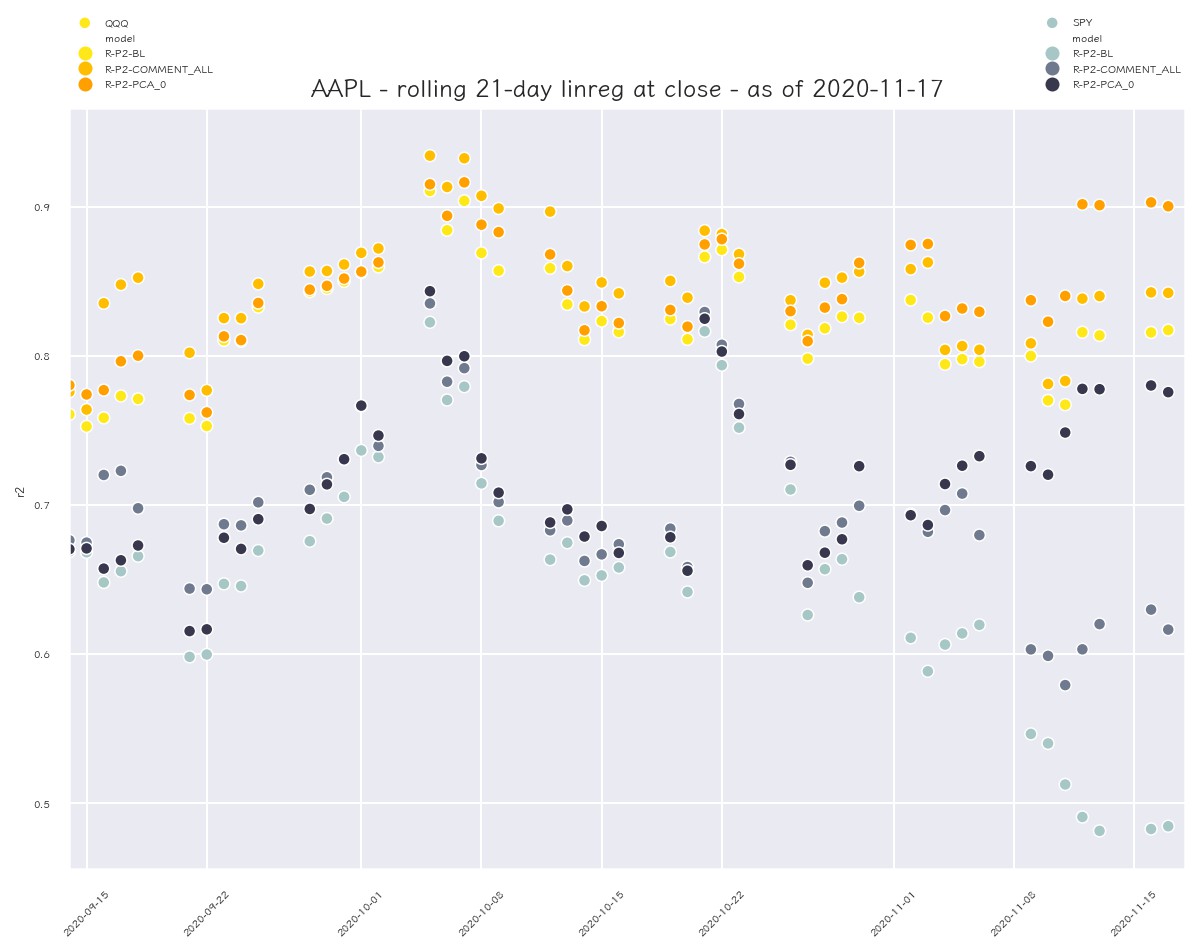 QQQ
model
R-P2-BL
R-P2-COMMENT_ALL
R-P2-PCA_0
SPY
model
R-P2-BL
R-P2-COMMENT_ALL
R-P2-PCA_0
AAPL - rolling 21-day linreg at close - as of 2020-11-17
r2
0.9
0.8
0.7
0.6
0.5
2020-09-15
2020-09-22
2020-10-01
2020-10-08
2020-10-15
2020-10-22
2020-11-01
2020-11-08
2020-11-15